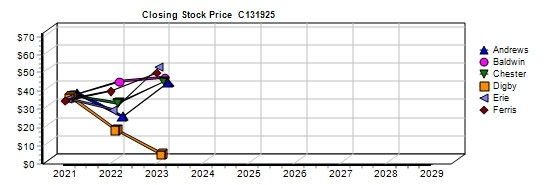 Closing Stock Price C131925
$70
$60
$50
$40
$30
$20
$10
$0
2021 2022 2023 2024 2025 2026 2027 2028 2029
Andrews
Baldwin
Chester
Digby
Erie
Ferris